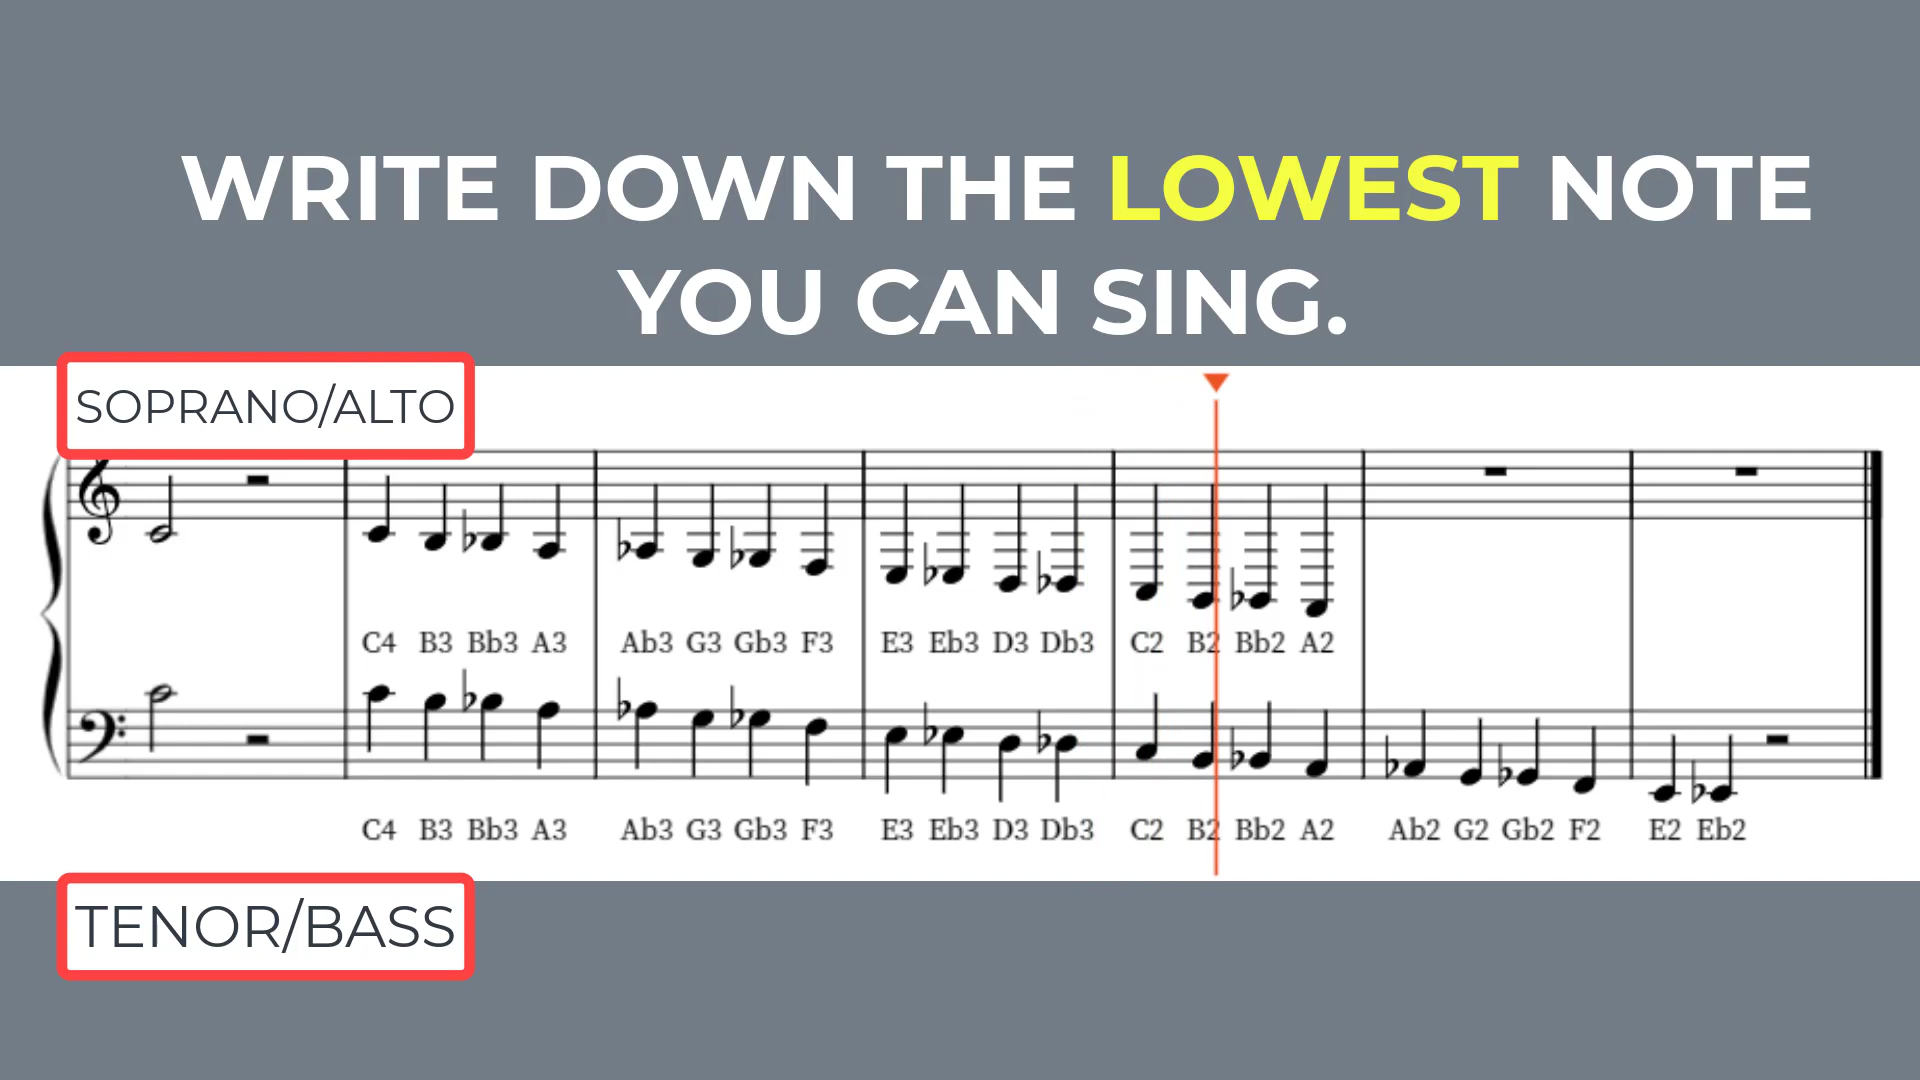 WRITE DOWN THE LOWEST NOTE
YOU CAN SING.
SOPRANO/ALTO
C4 B3 Bb3 A3 Ab3 G3 Gb3 F3 E3 Eb3 D3 Db3 C2 B2 Bb2 A2
C4 B3 Bb3 A3 Ab3 G3 Gb3 F3 E3 Eb3 D3 Db3 C2 B2 Bb2 A2 Ab2 G2 Gb2 F2 E2 Eb2
TENOR/BASS